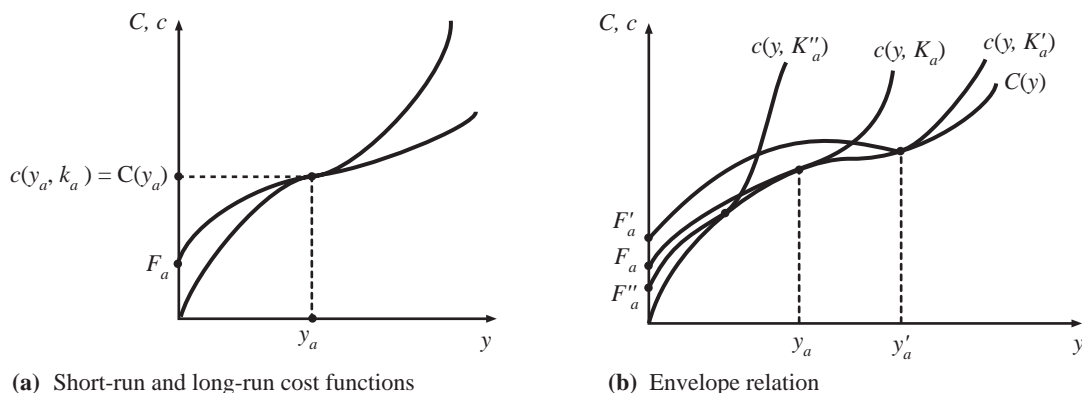 C, c
c(y_a, k_a) = C(y_a)
F_a
y_a
y
(a) Short-run and long-run cost functions
C, c
c(y, K''_a)
c(y, K_a)
c(y, K'_a)
C(y)
F'_a
F_a
F''_a
y_a
y'_a
y
(b) Envelope relation